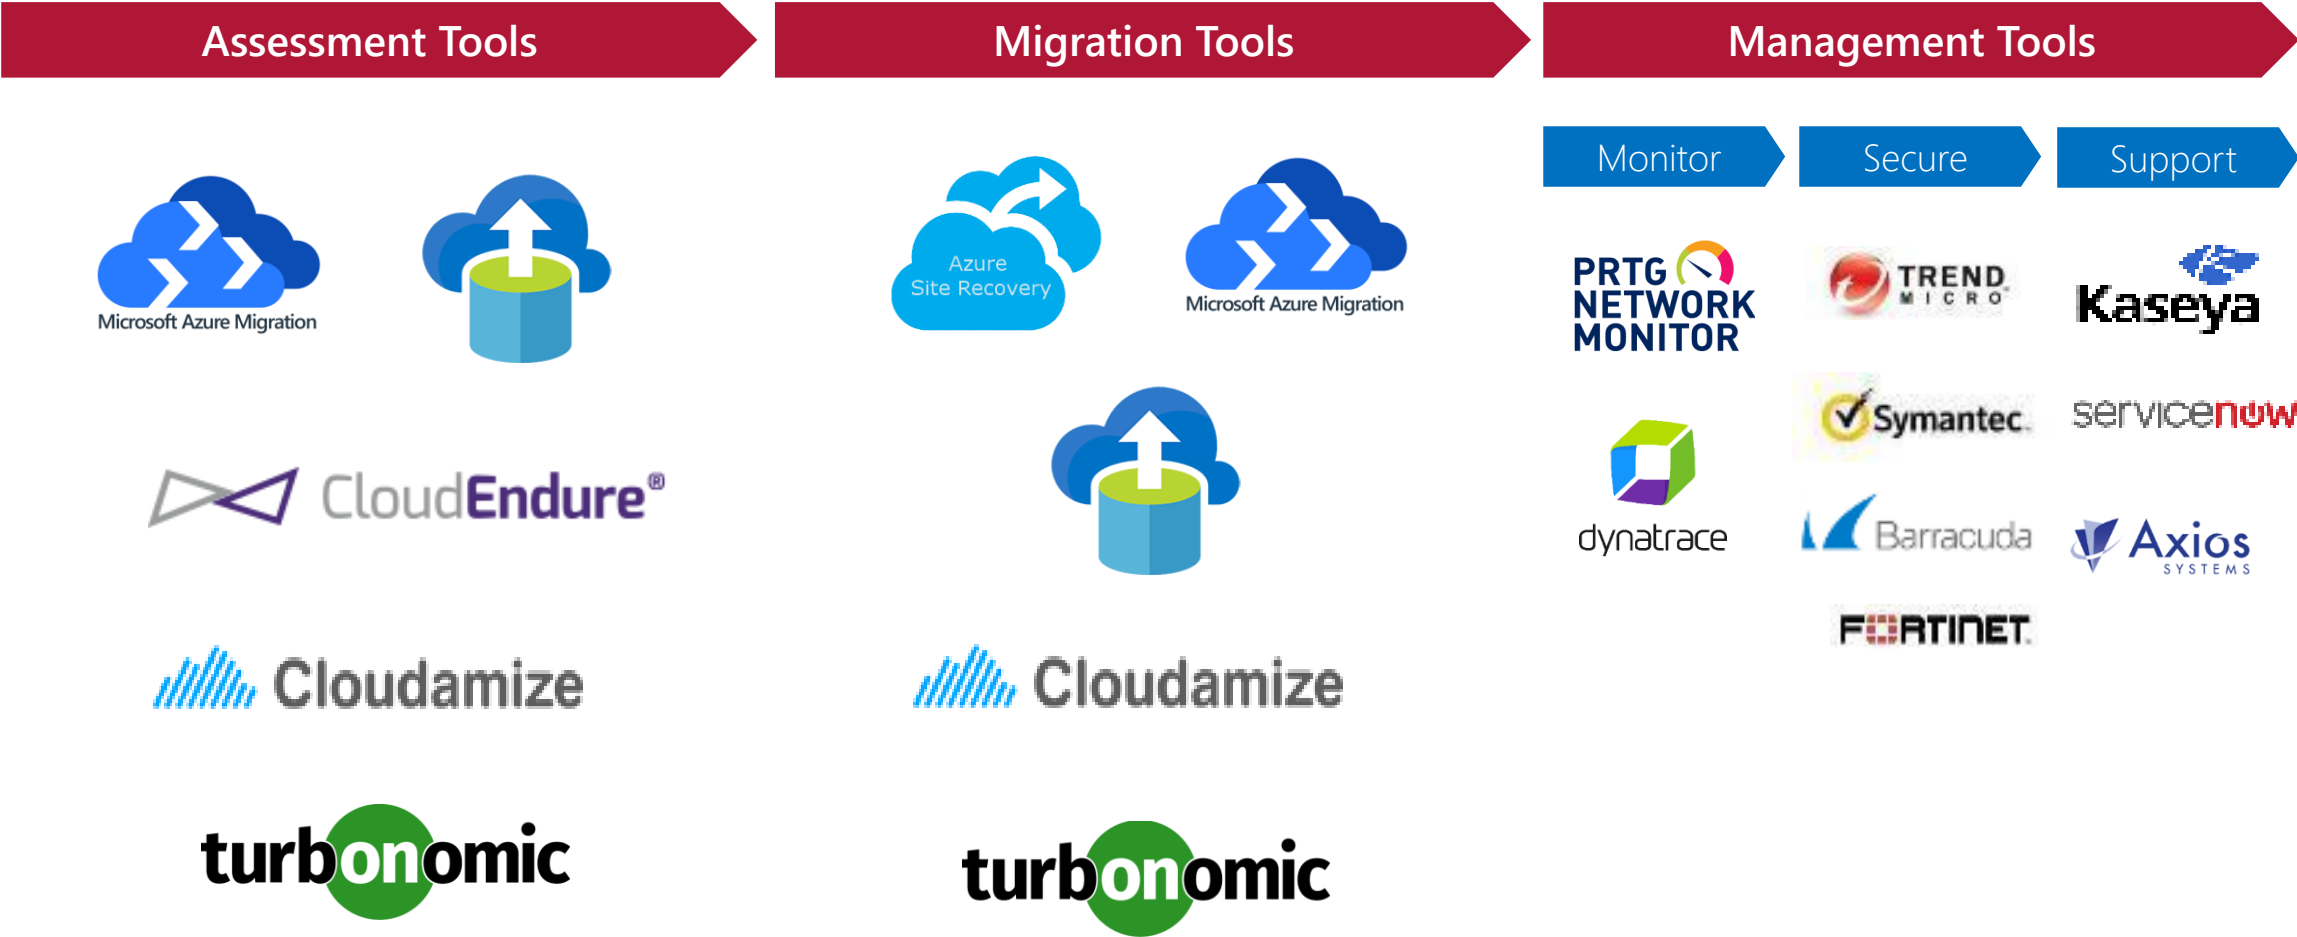 Assessment Tools
Migration Tools
Management Tools
Microsoft Azure Migration
CloudEndure®
Cloudamize
turbonomic
Azure
Site Recovery
Microsoft Azure Migration
Cloudamize
turbonomic
Monitor
Secure
Support
PRTG
NETWORK
MONITOR
dynatrace
TREND
MICRO
Symantec.
Barracuda
FORTINET
Kaseya
servicenow
Axios
SYSTEMS